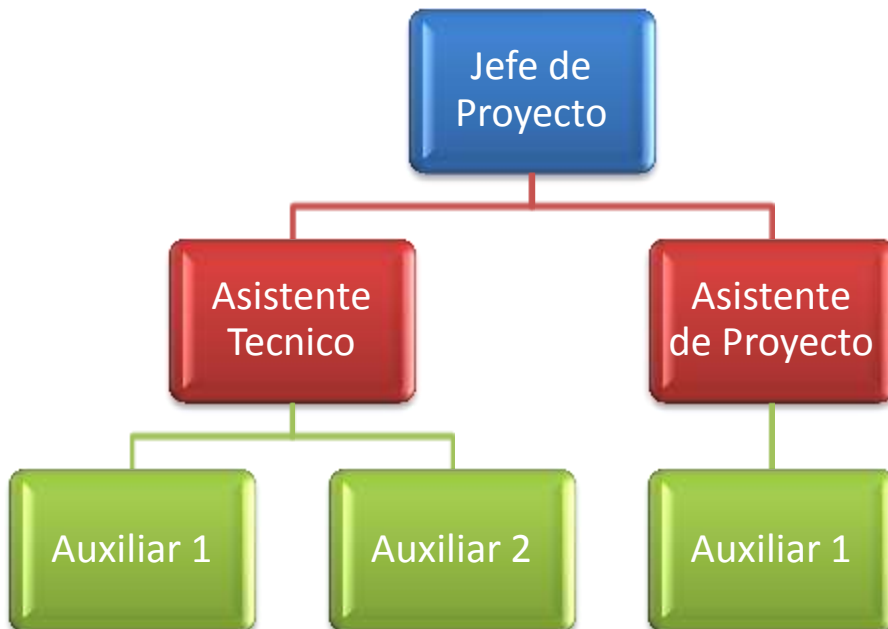 Jefe de
Proyecto
Asistente
Tecnico
Asistente
de Proyecto
Auxiliar 1
Auxiliar 2
Auxiliar 1